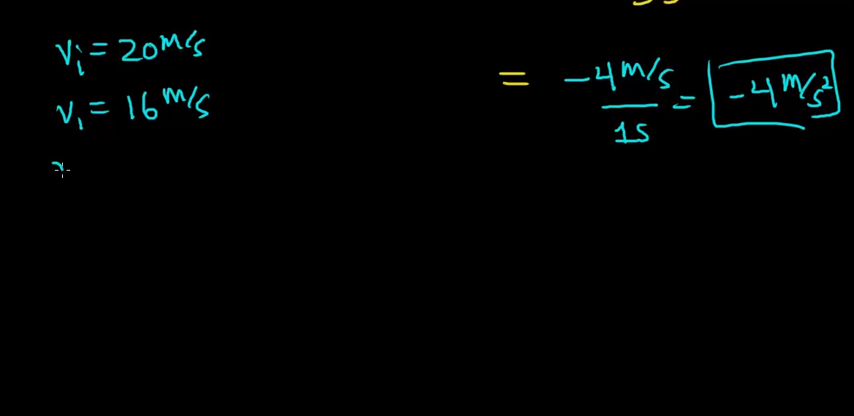 vᵢ = 20 m/s
v₁ = 16 m/s
= -4 m/s / 1s = -4 m/s²